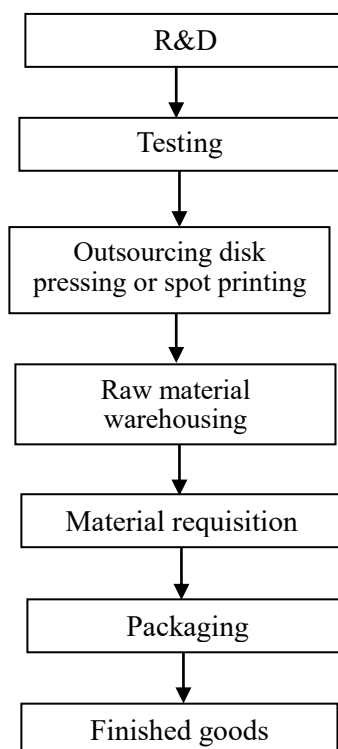 R&D
Testing
Outsourcing disk
pressing or spot printing
Raw material
warehousing
Material requisition
Packaging
Finished goods